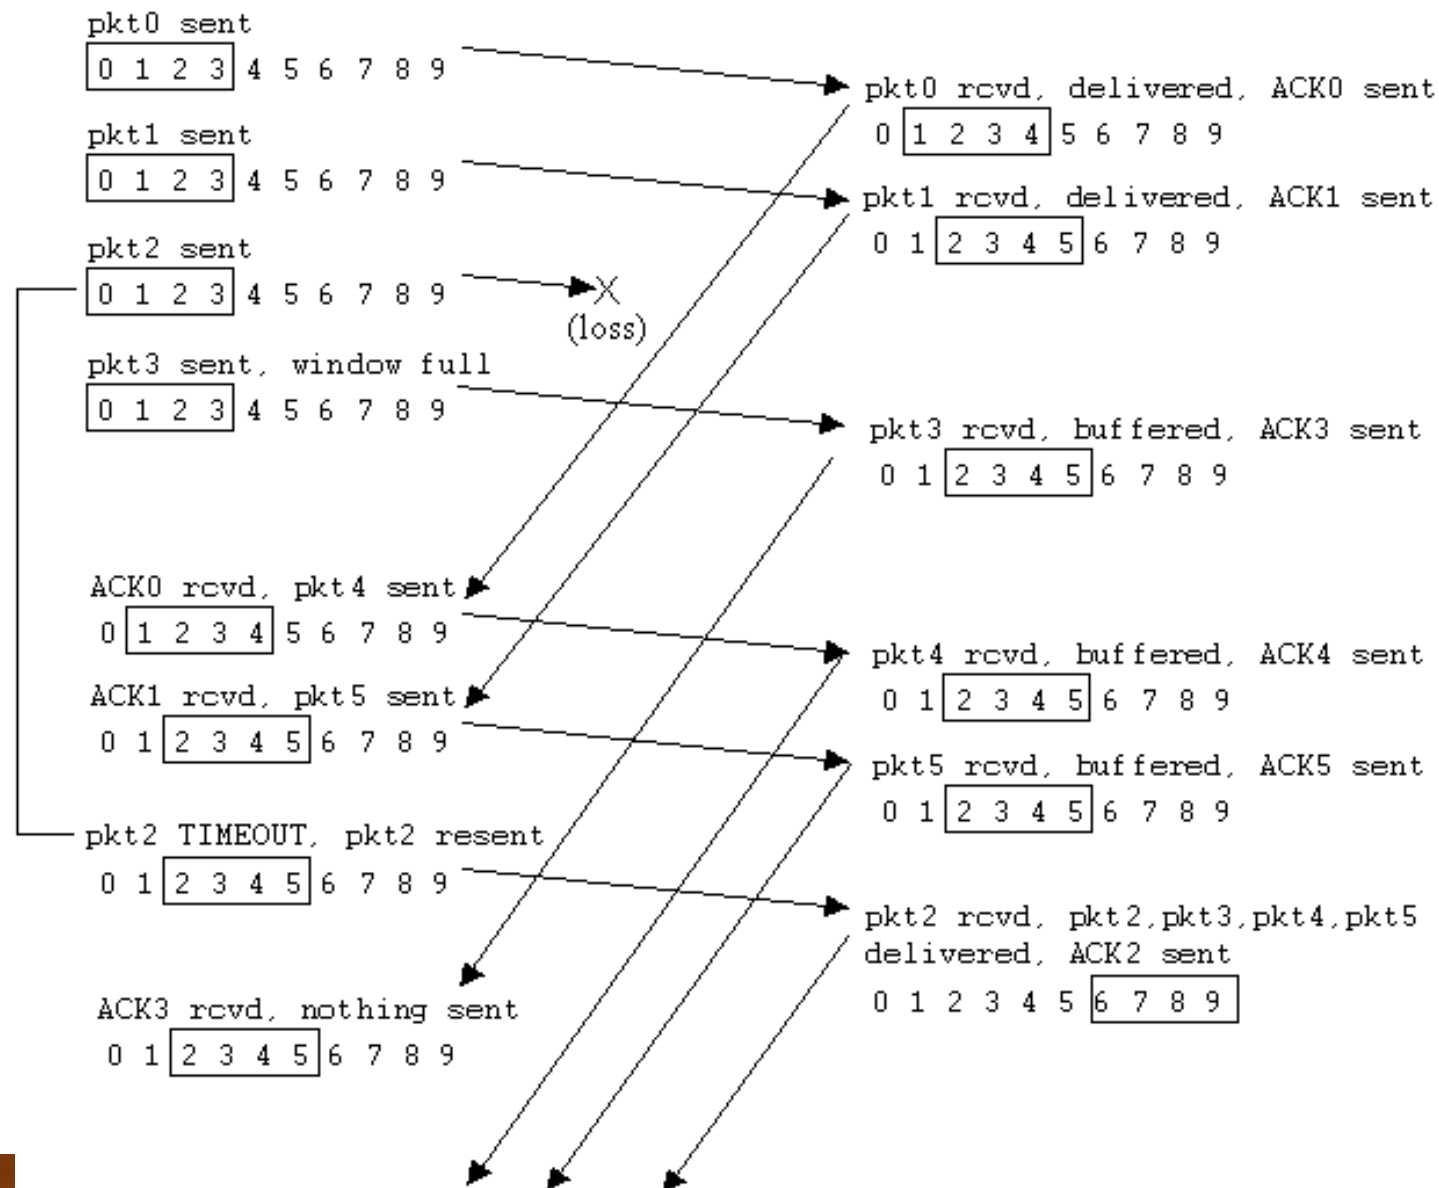 pkt0 sent
0 1 2 3 4 5 6 7 8 9
pkt1 sent
0 1 2 3 4 5 6 7 8 9
pkt2 sent
0 1 2 3 4 5 6 7 8 9
(loss)
pkt3 sent, window full
0 1 2 3 4 5 6 7 8 9
ACK0 rcvd, pkt4 sent
0 1 2 3 4 5 6 7 8 9
ACK1 rcvd, pkt5 sent
0 1 2 3 4 5 6 7 8 9
pkt2 TIMEOUT, pkt2 resent
0 1 2 3 4 5 6 7 8 9
ACK3 rcvd, nothing sent
0 1 2 3 4 5 6 7 8 9
pkt0 rcvd, delivered, ACK0 sent
0 1 2 3 4 5 6 7 8 9
pkt1 rcvd, delivered, ACK1 sent
0 1 2 3 4 5 6 7 8 9
pkt3 rcvd, buffered, ACK3 sent
0 1 2 3 4 5 6 7 8 9
pkt4 rcvd, buffered, ACK4 sent
0 1 2 3 4 5 6 7 8 9
pkt5 rcvd, buffered, ACK5 sent
0 1 2 3 4 5 6 7 8 9
pkt2 rcvd, pkt2,pkt3,pkt4,pkt5
delivered, ACK2 sent
0 1 2 3 4 5 6 7 8 9